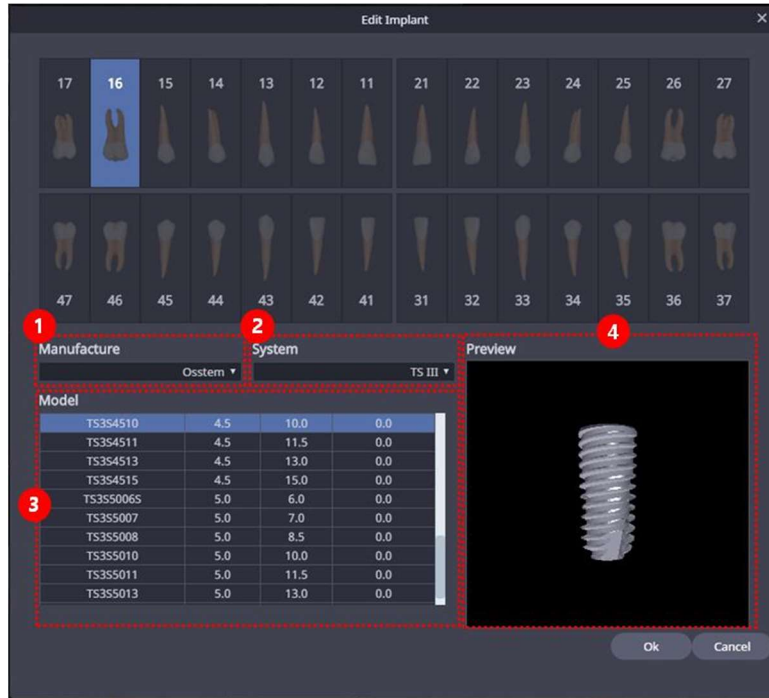 Edit Implant ×
17 16 15 14 13 12 11 21 22 23 24 25 26 27
47 46 45 44 43 42 41 31 32 33 34 35 36 37
1 2 4
Manufacture System Preview
Osstem ▼ TS III ▼
Model
TS3S4510 4.5 10.0 0.0
TS3S4511 4.5 11.5 0.0
TS3S4513 4.5 13.0 0.0
TS3S4515 4.5 15.0 0.0
3
TS3S5006S 5.0 6.0 0.0
TS3S5007 5.0 7.0 0.0
TS3S5008 5.0 8.5 0.0
TS3S5010 5.0 10.0 0.0
TS3S5011 5.0 11.5 0.0
TS3S5013 5.0 13.0 0.0
Ok Cancel